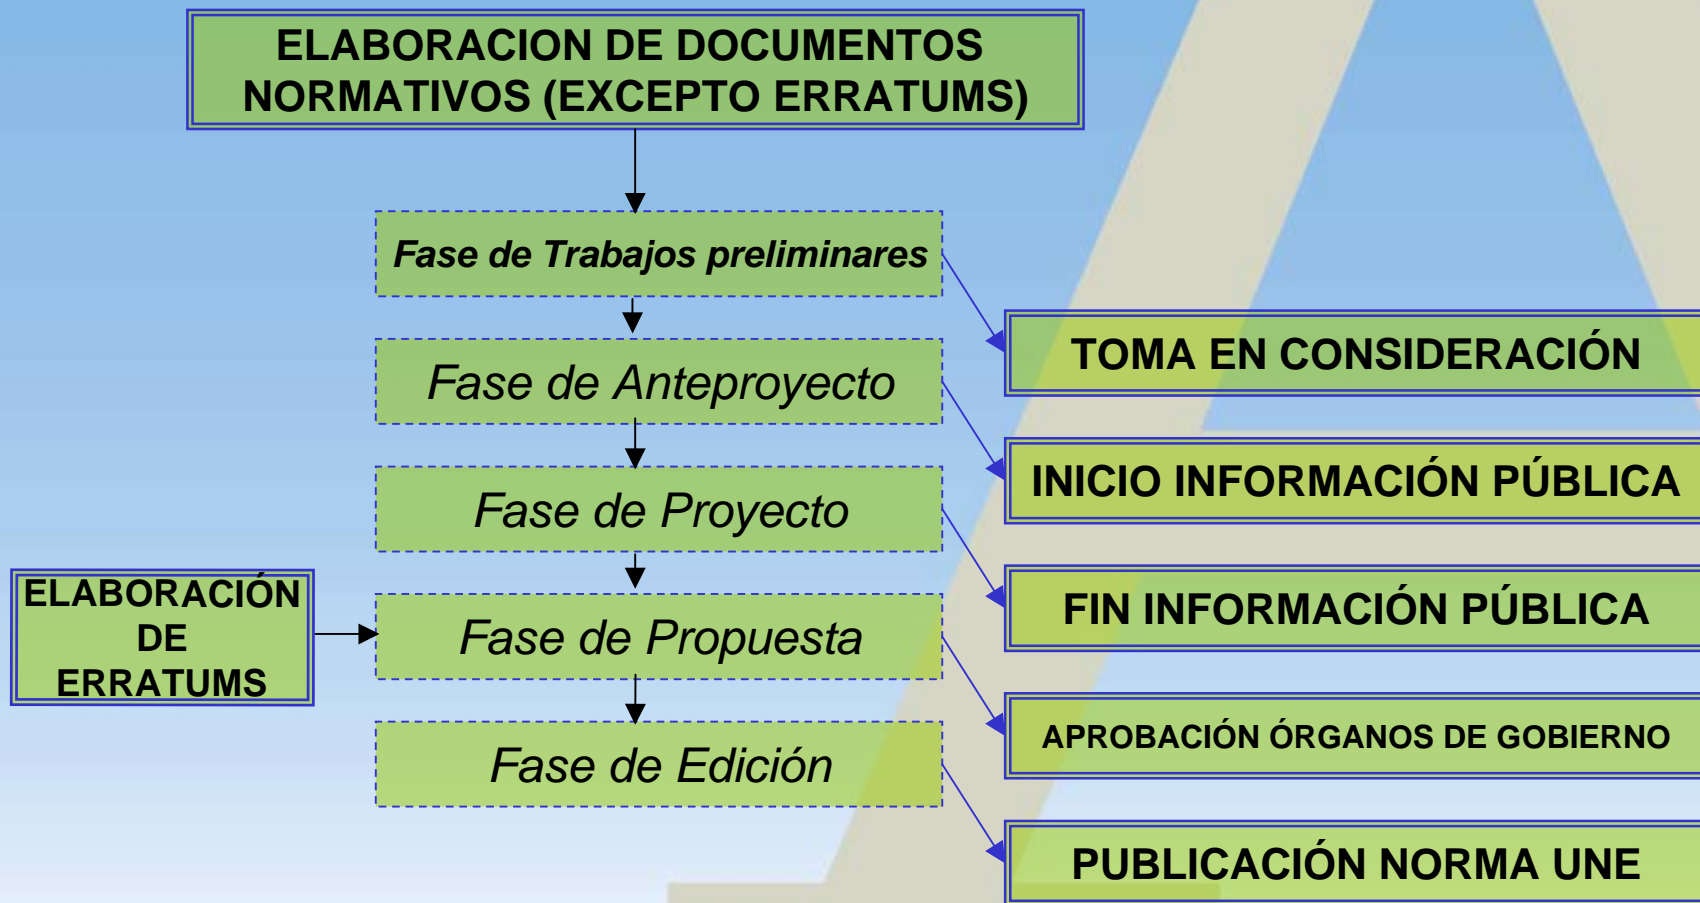 ELABORACION DE DOCUMENTOS
NORMATIVOS (EXCEPTO ERRATUMS)
Fase de Trabajos preliminares
TOMA EN CONSIDERACIÓN
Fase de Anteproyecto
INICIO INFORMACIÓN PÚBLICA
Fase de Proyecto
FIN INFORMACIÓN PÚBLICA
ELABORACIÓN
DE
ERRATUMS
Fase de Propuesta
APROBACIÓN ÓRGANOS DE GOBIERNO
Fase de Edición
PUBLICACIÓN NORMA UNE